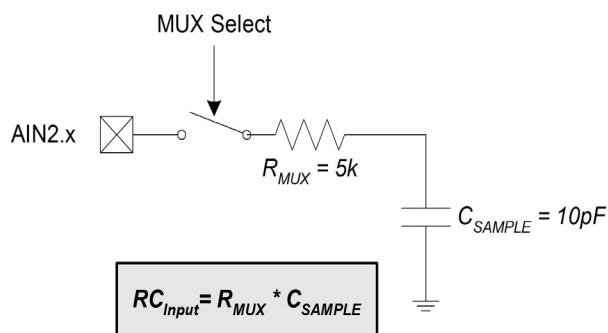 MUX Select
AIN2.x
R_MUX = 5k
C_SAMPLE = 10pF
RC_Input= R_MUX * C_SAMPLE